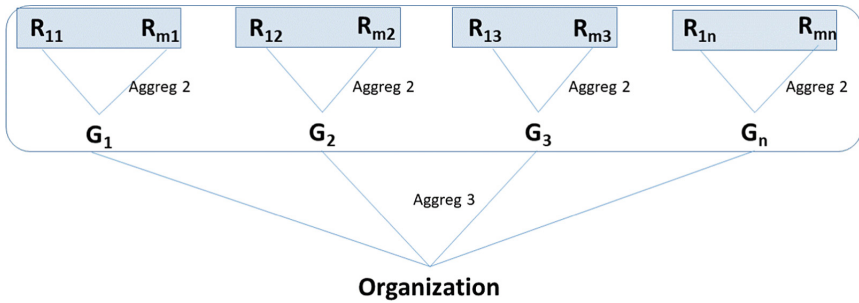 R11 Rm1 R12 Rm2 R13 Rm3 R1n Rmn
Aggreg 2 Aggreg 2 Aggreg 2 Aggreg 2
G1 G2 G3 Gn
Aggreg 3
Organization